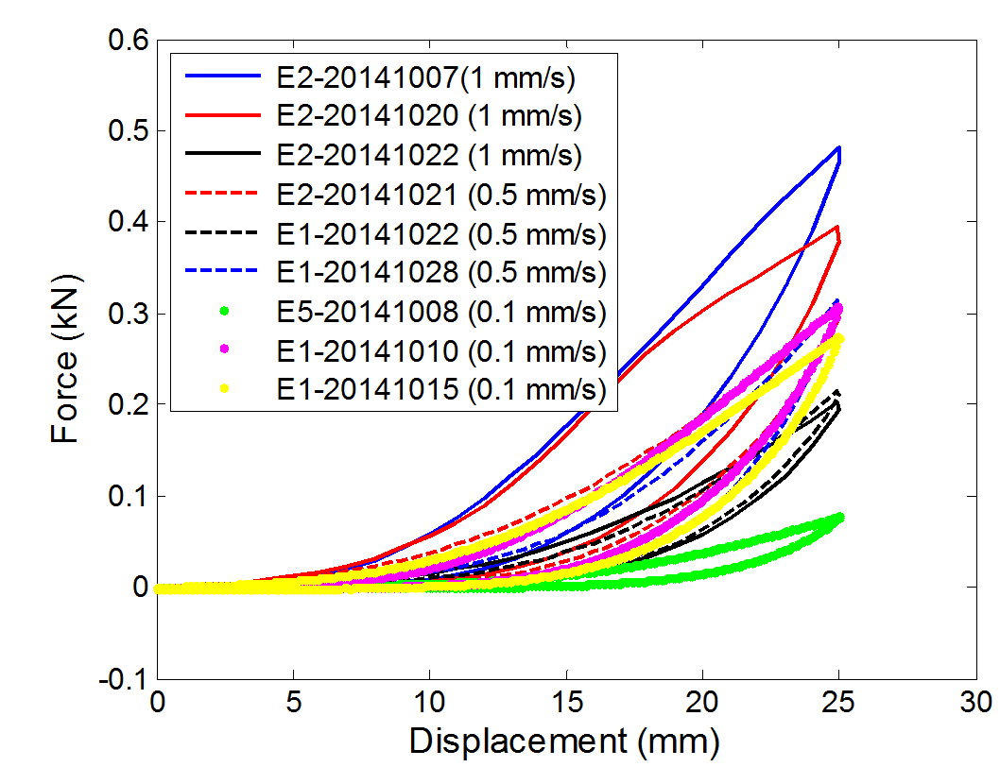 0.6
0.5
0.4
0.3
0.2
0.1
0
-0.1
Force (kN)
E2-20141007(1 mm/s)
E2-20141020 (1 mm/s)
E2-20141022 (1 mm/s)
E2-20141021 (0.5 mm/s)
E1-20141022 (0.5 mm/s)
E1-20141028 (0.5 mm/s)
E5-20141008 (0.1 mm/s)
E1-20141010 (0.1 mm/s)
E1-20141015 (0.1 mm/s)
0 5 10 15 20 25 30
Displacement (mm)